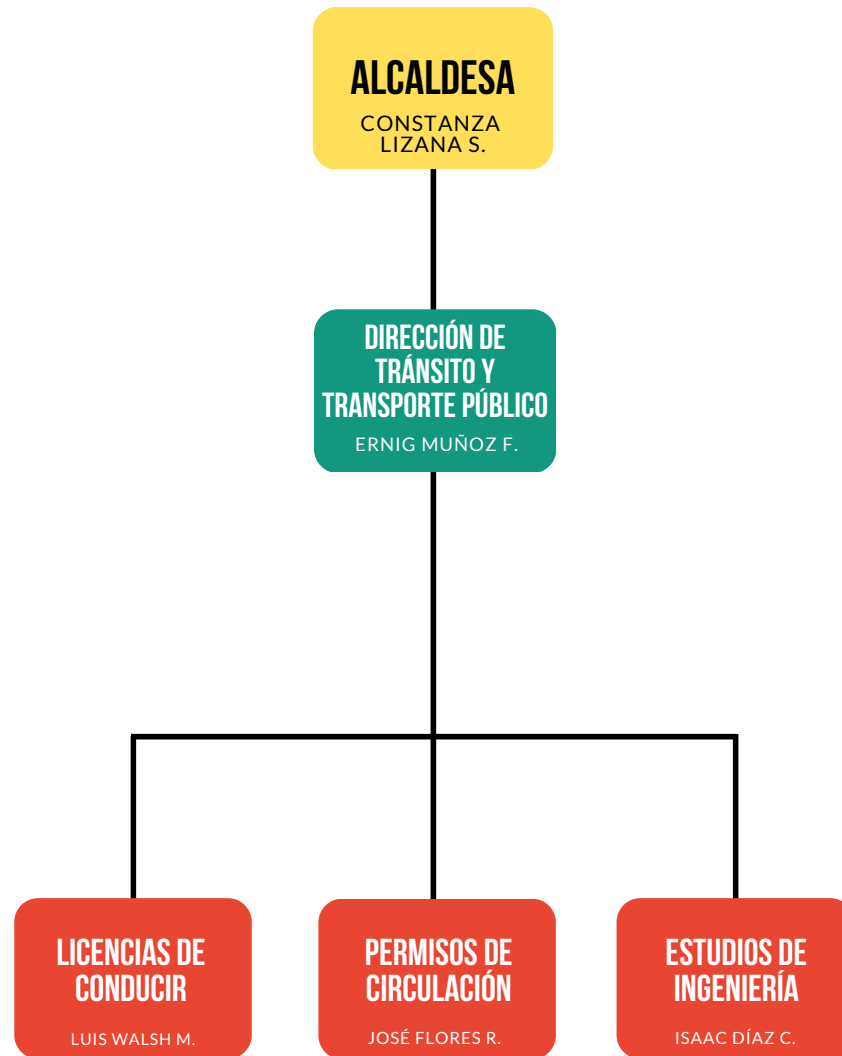 ALCALDESA
CONSTANZA
LIZANA S.
DIRECCIÓN DE
TRÁNSITO Y
TRANSPORTE PÚBLICO
ERNIG MUÑOZ F.
LICENCIAS DE
CONDUCIR
LUIS WALSH M.
PERMISOS DE
CIRCULACIÓN
JOSÉ FLORES R.
ESTUDIOS DE
INGENIERÍA
ISAAC DÍAZ C.